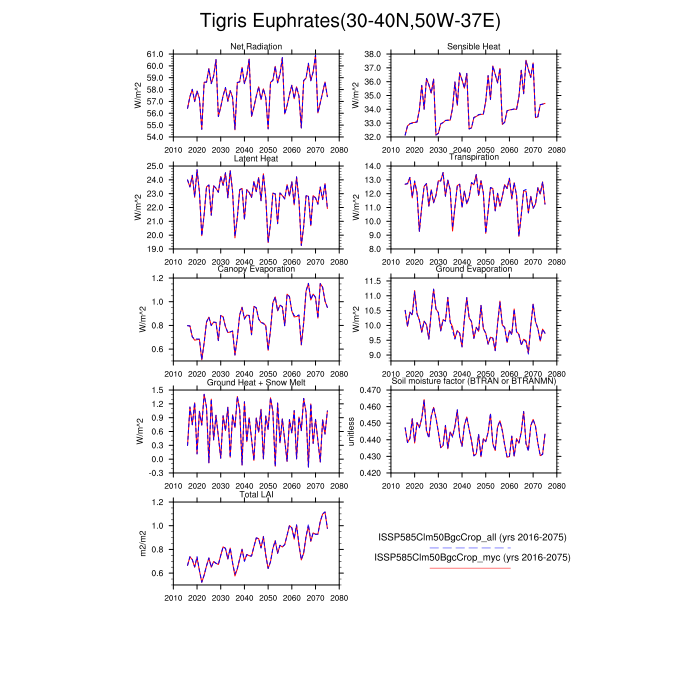 Tigris Euphrates(30-40N,50W-37E)
Net Radiation
Sensible Heat
W/m^2
61.0
60.0
59.0
58.0
57.0
56.0
55.0
54.0
2010 2020 2030 2040 2050 2060 2070 2080
W/m^2
38.0
37.0
36.0
35.0
34.0
33.0
32.0
2010 2020 2030 2040 2050 2060 2070 2080
Latent Heat
Transpiration
W/m^2
25.0
24.0
23.0
22.0
21.0
20.0
19.0
2010 2020 2030 2040 2050 2060 2070 2080
W/m^2
14.0
13.0
12.0
11.0
10.0
9.0
8.0
2010 2020 2030 2040 2050 2060 2070 2080
Canopy Evaporation
Ground Evaporation
W/m^2
1.2
1.0
0.8
0.6
2010 2020 2030 2040 2050 2060 2070 2080
W/m^2
11.5
11.0
10.5
10.0
9.5
9.0
2010 2020 2030 2040 2050 2060 2070 2080
Ground Heat + Snow Melt
Soil moisture factor (BTRAN or BTRANMN)
W/m^2
1.5
1.2
0.9
0.6
0.3
0.0
-0.3
2010 2020 2030 2040 2050 2060 2070 2080
unitless
0.470
0.460
0.450
0.440
0.430
0.420
2010 2020 2030 2040 2050 2060 2070 2080
Total LAI
m2/m2
1.2
1.0
0.8
0.6
2010 2020 2030 2040 2050 2060 2070 2080
ISSP585Clm50BgcCrop_all (yrs 2016-2075)
ISSP585Clm50BgcCrop_myc (yrs 2016-2075)